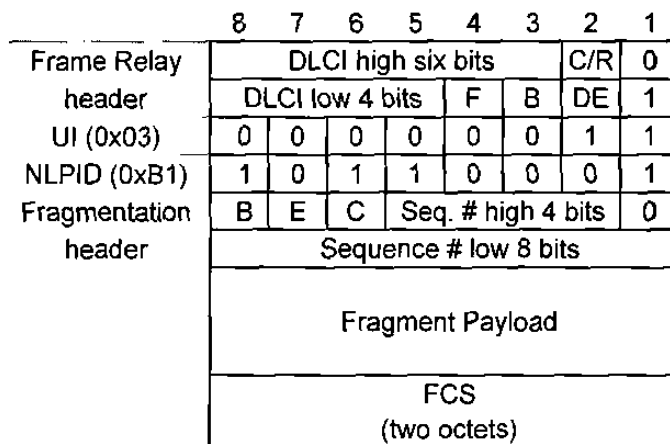 8 7 6 5 4 3 2 1
Frame Relay DLCI high six bits C/R 0
header DLCI low 4 bits F B DE 1
UI (0x03) 0 0 0 0 0 0 1 1
NLPID (0xB1) 1 0 1 1 0 0 0 1
Fragmentation B E C Seq. # high 4 bits 0
header Sequence # low 8 bits
Fragment Payload
FCS
(two octets)